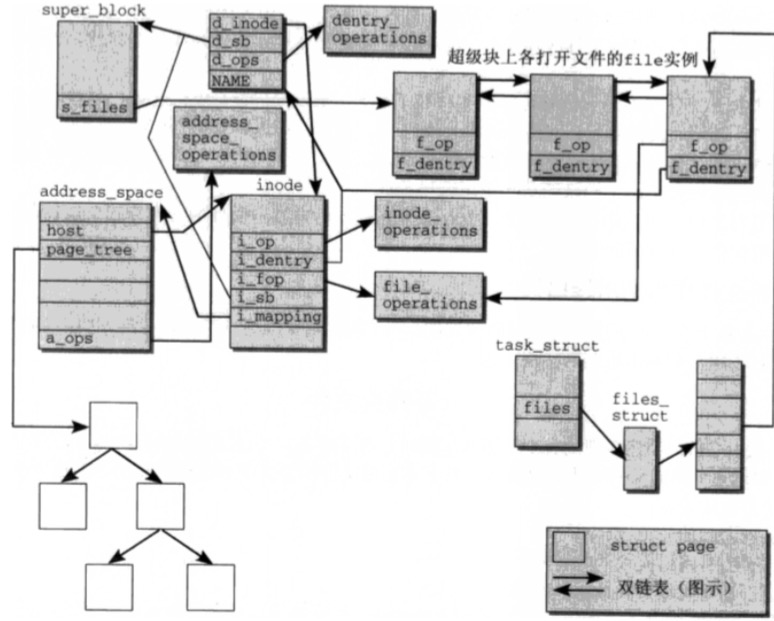 super_block
d_inode
d_sb
d_ops
NAME
dentry_
operations
超级块上各打开文件的file实例
s_files
address_
space_
operations
f_op
f_dentry
f_op
f_dentry
f_op
f_dentry
address_space
host
page_tree
a_ops
inode
i_op
i_dentry
i_fop
i_sb
i_mapping
inode_
operations
file_
operations
task_struct
files
files_
struct
struct page
双链表（图示）